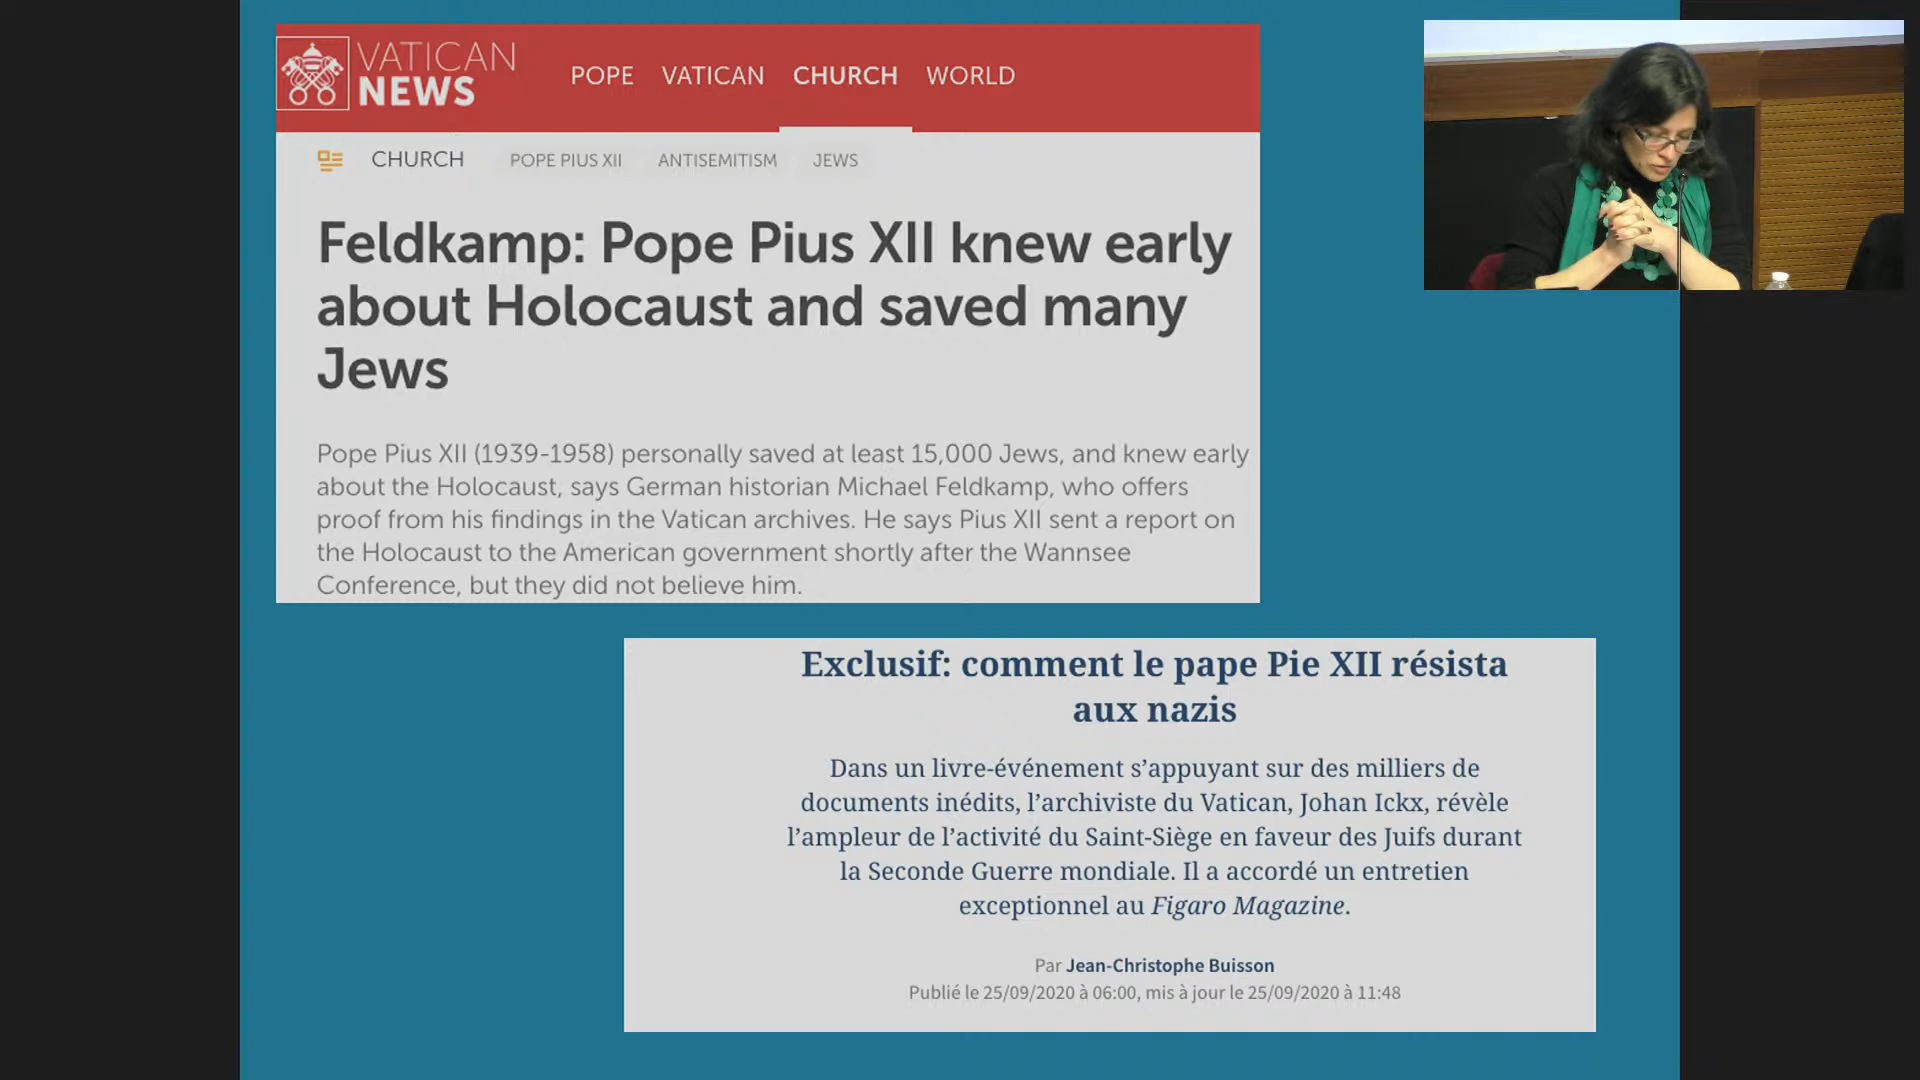 VATICAN
NEWS
POPE VATICAN CHURCH WORLD
CHURCH POPE PIUS XII ANTISEMITISM JEWS
Feldkamp: Pope Pius XII knew early
about Holocaust and saved many
Jews
Pope Pius XII (1939-1958) personally saved at least 15,000 Jews, and knew early
about the Holocaust, says German historian Michael Feldkamp, who offers
proof from his findings in the Vatican archives. He says Pius XII sent a report on
the Holocaust to the American government shortly after the Wannsee
Conference, but they did not believe him.
Exclusif: comment le pape Pie XII résista
aux nazis
Dans un livre-événement s’appuyant sur des milliers de
documents inédits, l’archiviste du Vatican, Johan Ickx, révèle
l’ampleur de l’activité du Saint-Siège en faveur des Juifs durant
la Seconde Guerre mondiale. Il a accordé un entretien
exceptionnel au Figaro Magazine.
Par Jean-Christophe Buisson
Publié le 25/09/2020 à 06:00, mis à jour le 25/09/2020 à 11:48